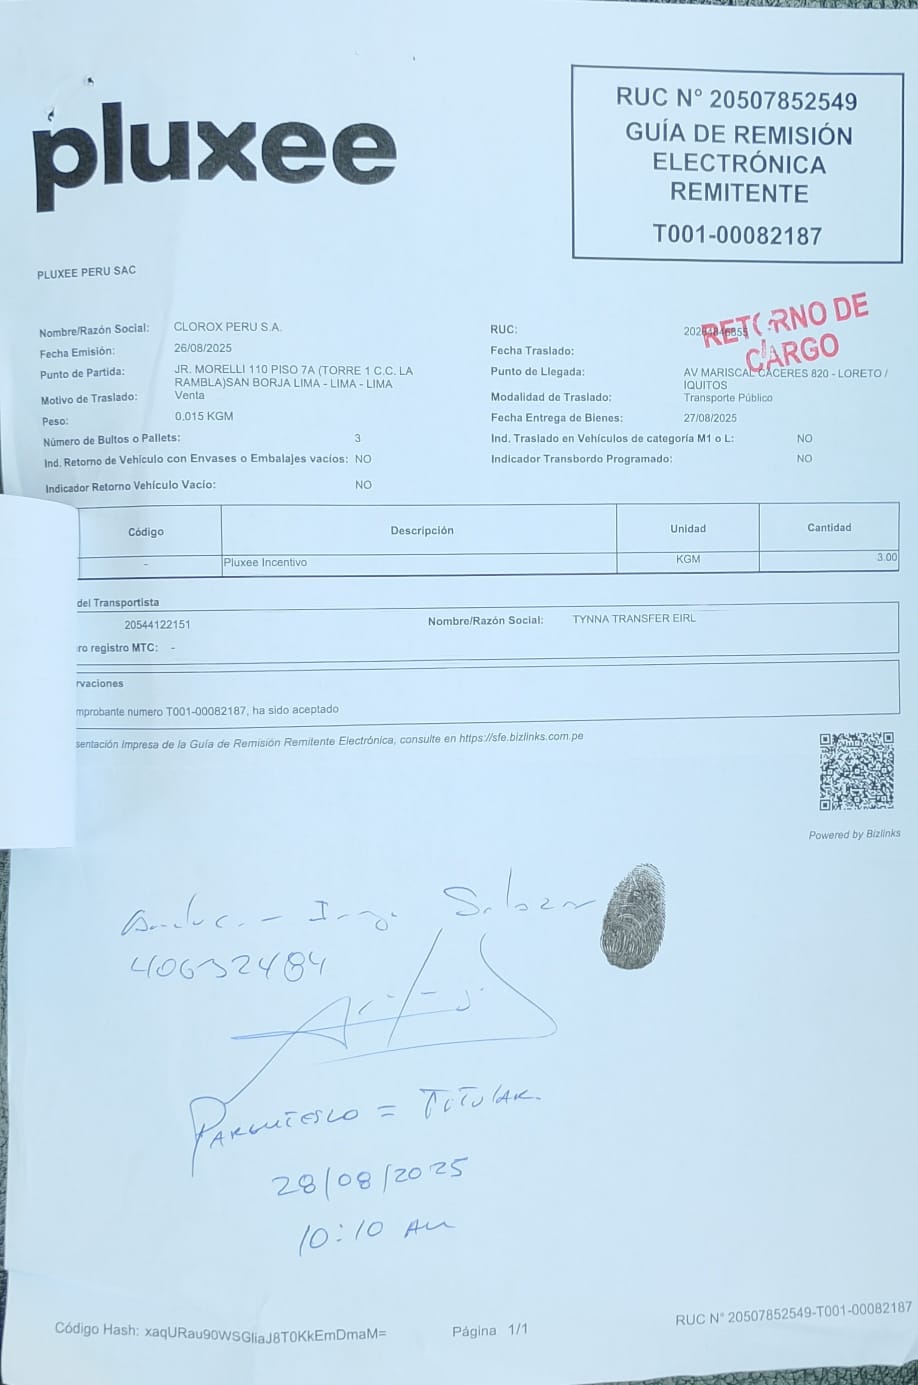 pluxee
RUC N° 20507852549
GUÍA DE REMISIÓN
ELECTRÓNICA
REMITENTE
T001-00082187
PLUXEE PERU SAC
Nombre/Razón Social: CLOROX PERU S.A.
Fecha Emisión: 26/08/2025
Punto de Partida: JR. MORELLI 110 PISO 7A (TORRE 1 C.C. LA
RAMBLA)SAN BORJA LIMA - LIMA - LIMA
Motivo de Traslado: Venta
Peso: 0.015 KGM
Número de Bultos o Pallets: 3
Ind. Retorno de Vehículo con Envases o Embalajes vacíos: NO
Indicador Retorno Vehículo Vacío: NO
RUC:
RETORNO DE
CARGO
Fecha Traslado:
Punto de Llegada: AV MARISCAL CACERES 820 - LORETO /
IQUITOS
Modalidad de Traslado: Transporte Público
Fecha Entrega de Bienes: 27/08/2025
Ind. Traslado en Vehículos de categoría M1 o L: NO
Indicador Transbordo Programado: NO
Código Descripción Unidad Cantidad
- Pluxee Incentivo KGM 3.00
del Transportista
20544122151 Nombre/Razón Social: TYNNA TRANSFER EIRL
ro registro MTC: -
rvaciones
mprobante numero T001-00082187, ha sido aceptado
sentación Impresa de la Guía de Remisión Remitente Electrónica, consulte en https://sfe.bizlinks.com.pe
Powered by Bizlinks
40632484
PARENTESCO = TITULAR.
28/08/2025
10:10 AM
Código Hash: xaqURau90WSGliaJ8T0KkEmDmaM=
Página 1/1
RUC N° 20507852549-T001-00082187